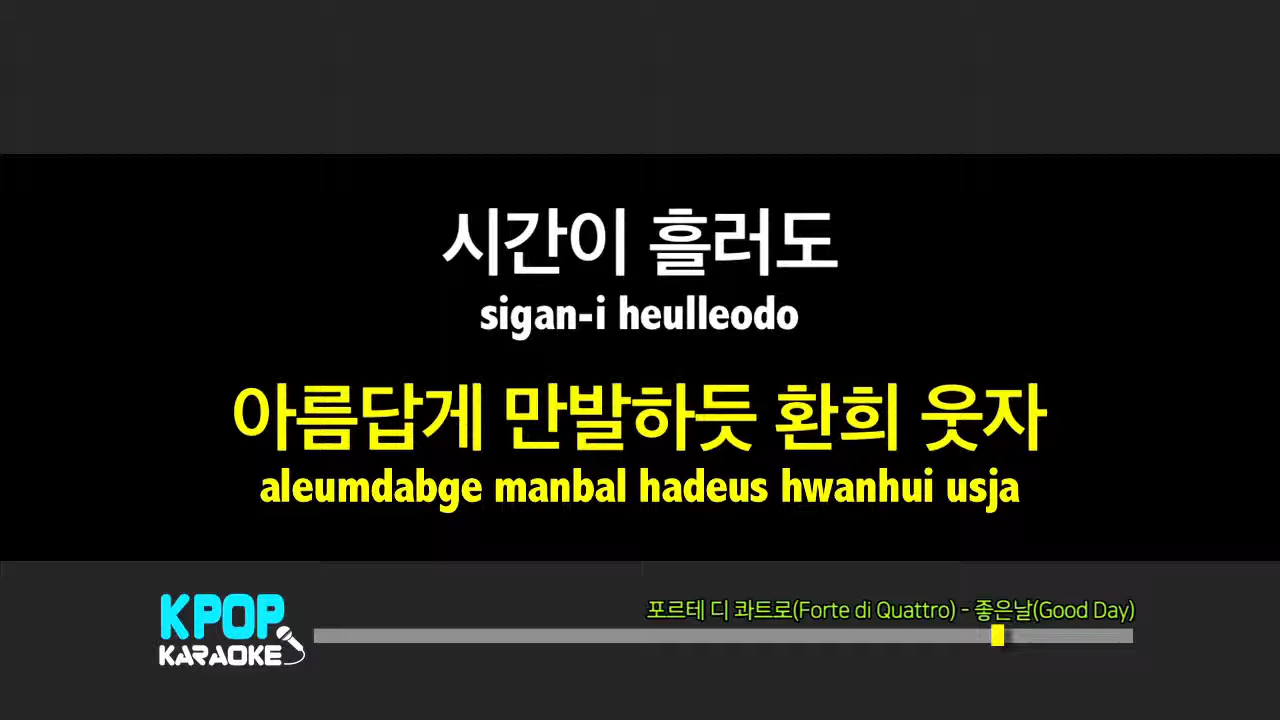 시간이 흘러도
sigan-i heulleodo
아름답게 만발하듯 환희 웃자
aleumdabge manbal hadeus hwanhui usja
포르테 디 콰트로(Forte di Quattro) - 좋은날(Good Day)
KPOP
KARAOKE